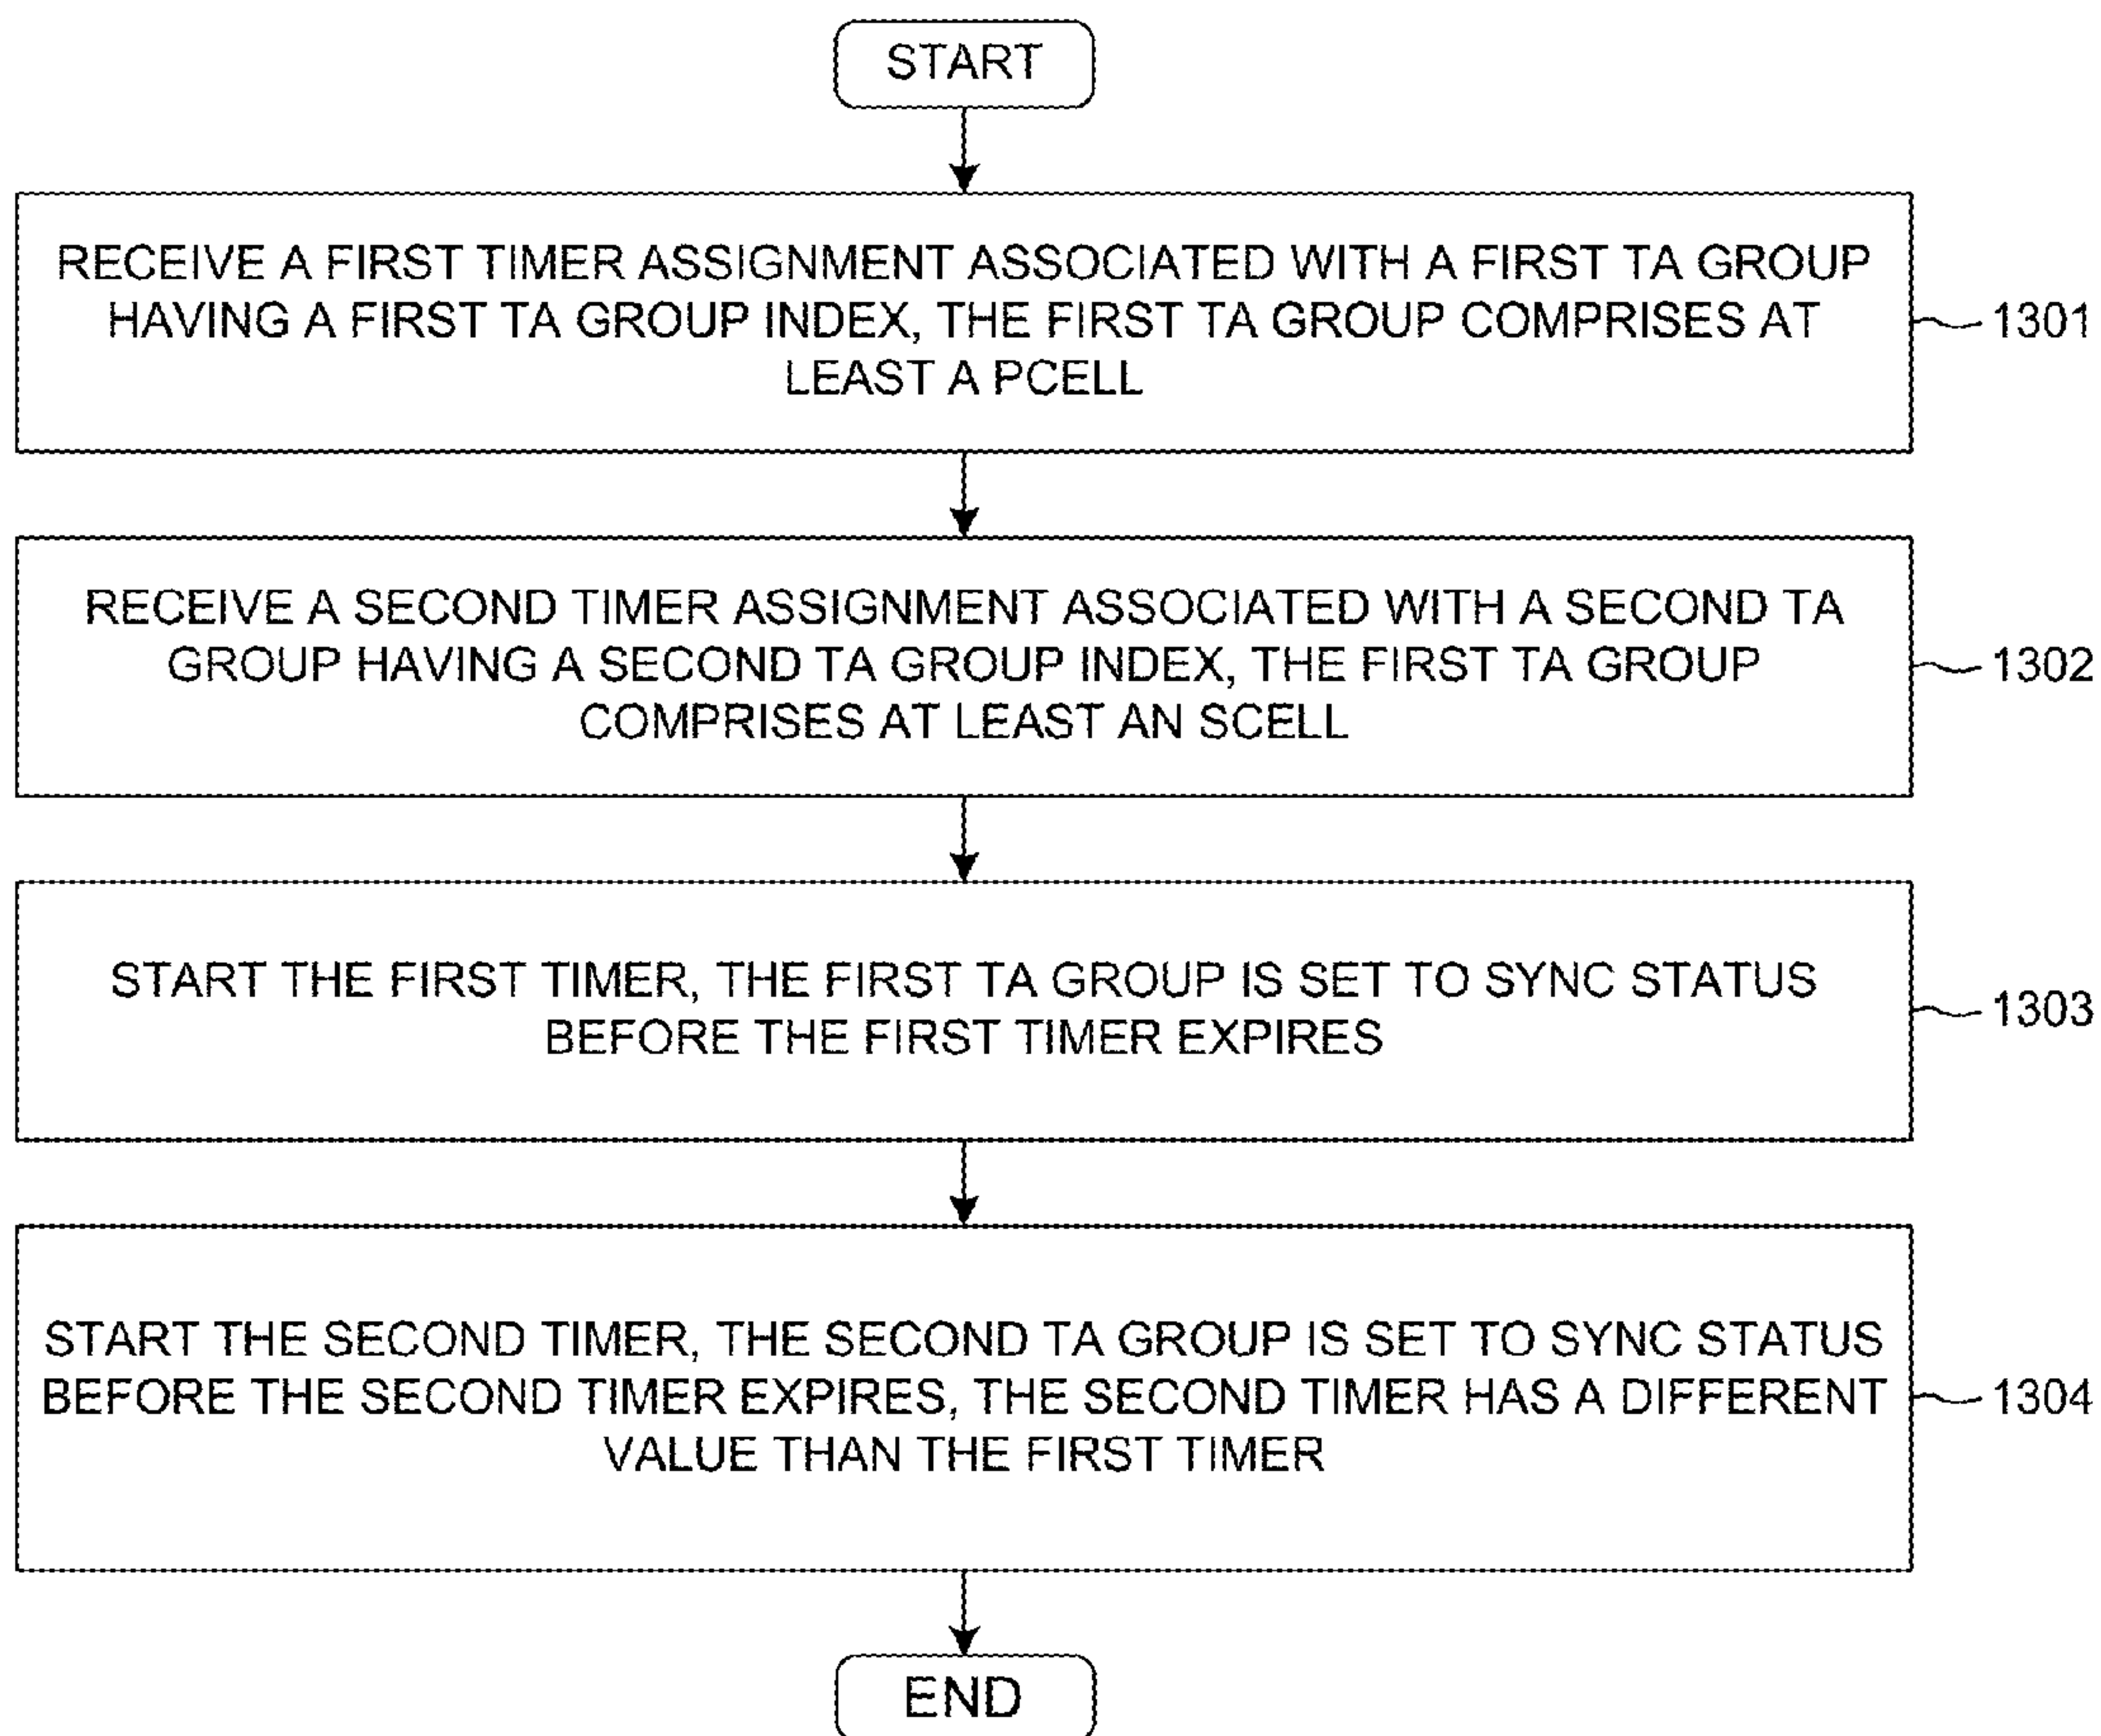 START
RECEIVE A FIRST TIMER ASSIGNMENT ASSOCIATED WITH A FIRST TA GROUP
HAVING A FIRST TA GROUP INDEX, THE FIRST TA GROUP COMPRISES AT
LEAST A PCELL
1301
RECEIVE A SECOND TIMER ASSIGNMENT ASSOCIATED WITH A SECOND TA
GROUP HAVING A SECOND TA GROUP INDEX, THE FIRST TA GROUP
COMPRISES AT LEAST AN SCELL
1302
START THE FIRST TIMER, THE FIRST TA GROUP IS SET TO SYNC STATUS
BEFORE THE FIRST TIMER EXPIRES
1303
START THE SECOND TIMER, THE SECOND TA GROUP IS SET TO SYNC STATUS
BEFORE THE SECOND TIMER EXPIRES, THE SECOND TIMER HAS A DIFFERENT
VALUE THAN THE FIRST TIMER
1304
END